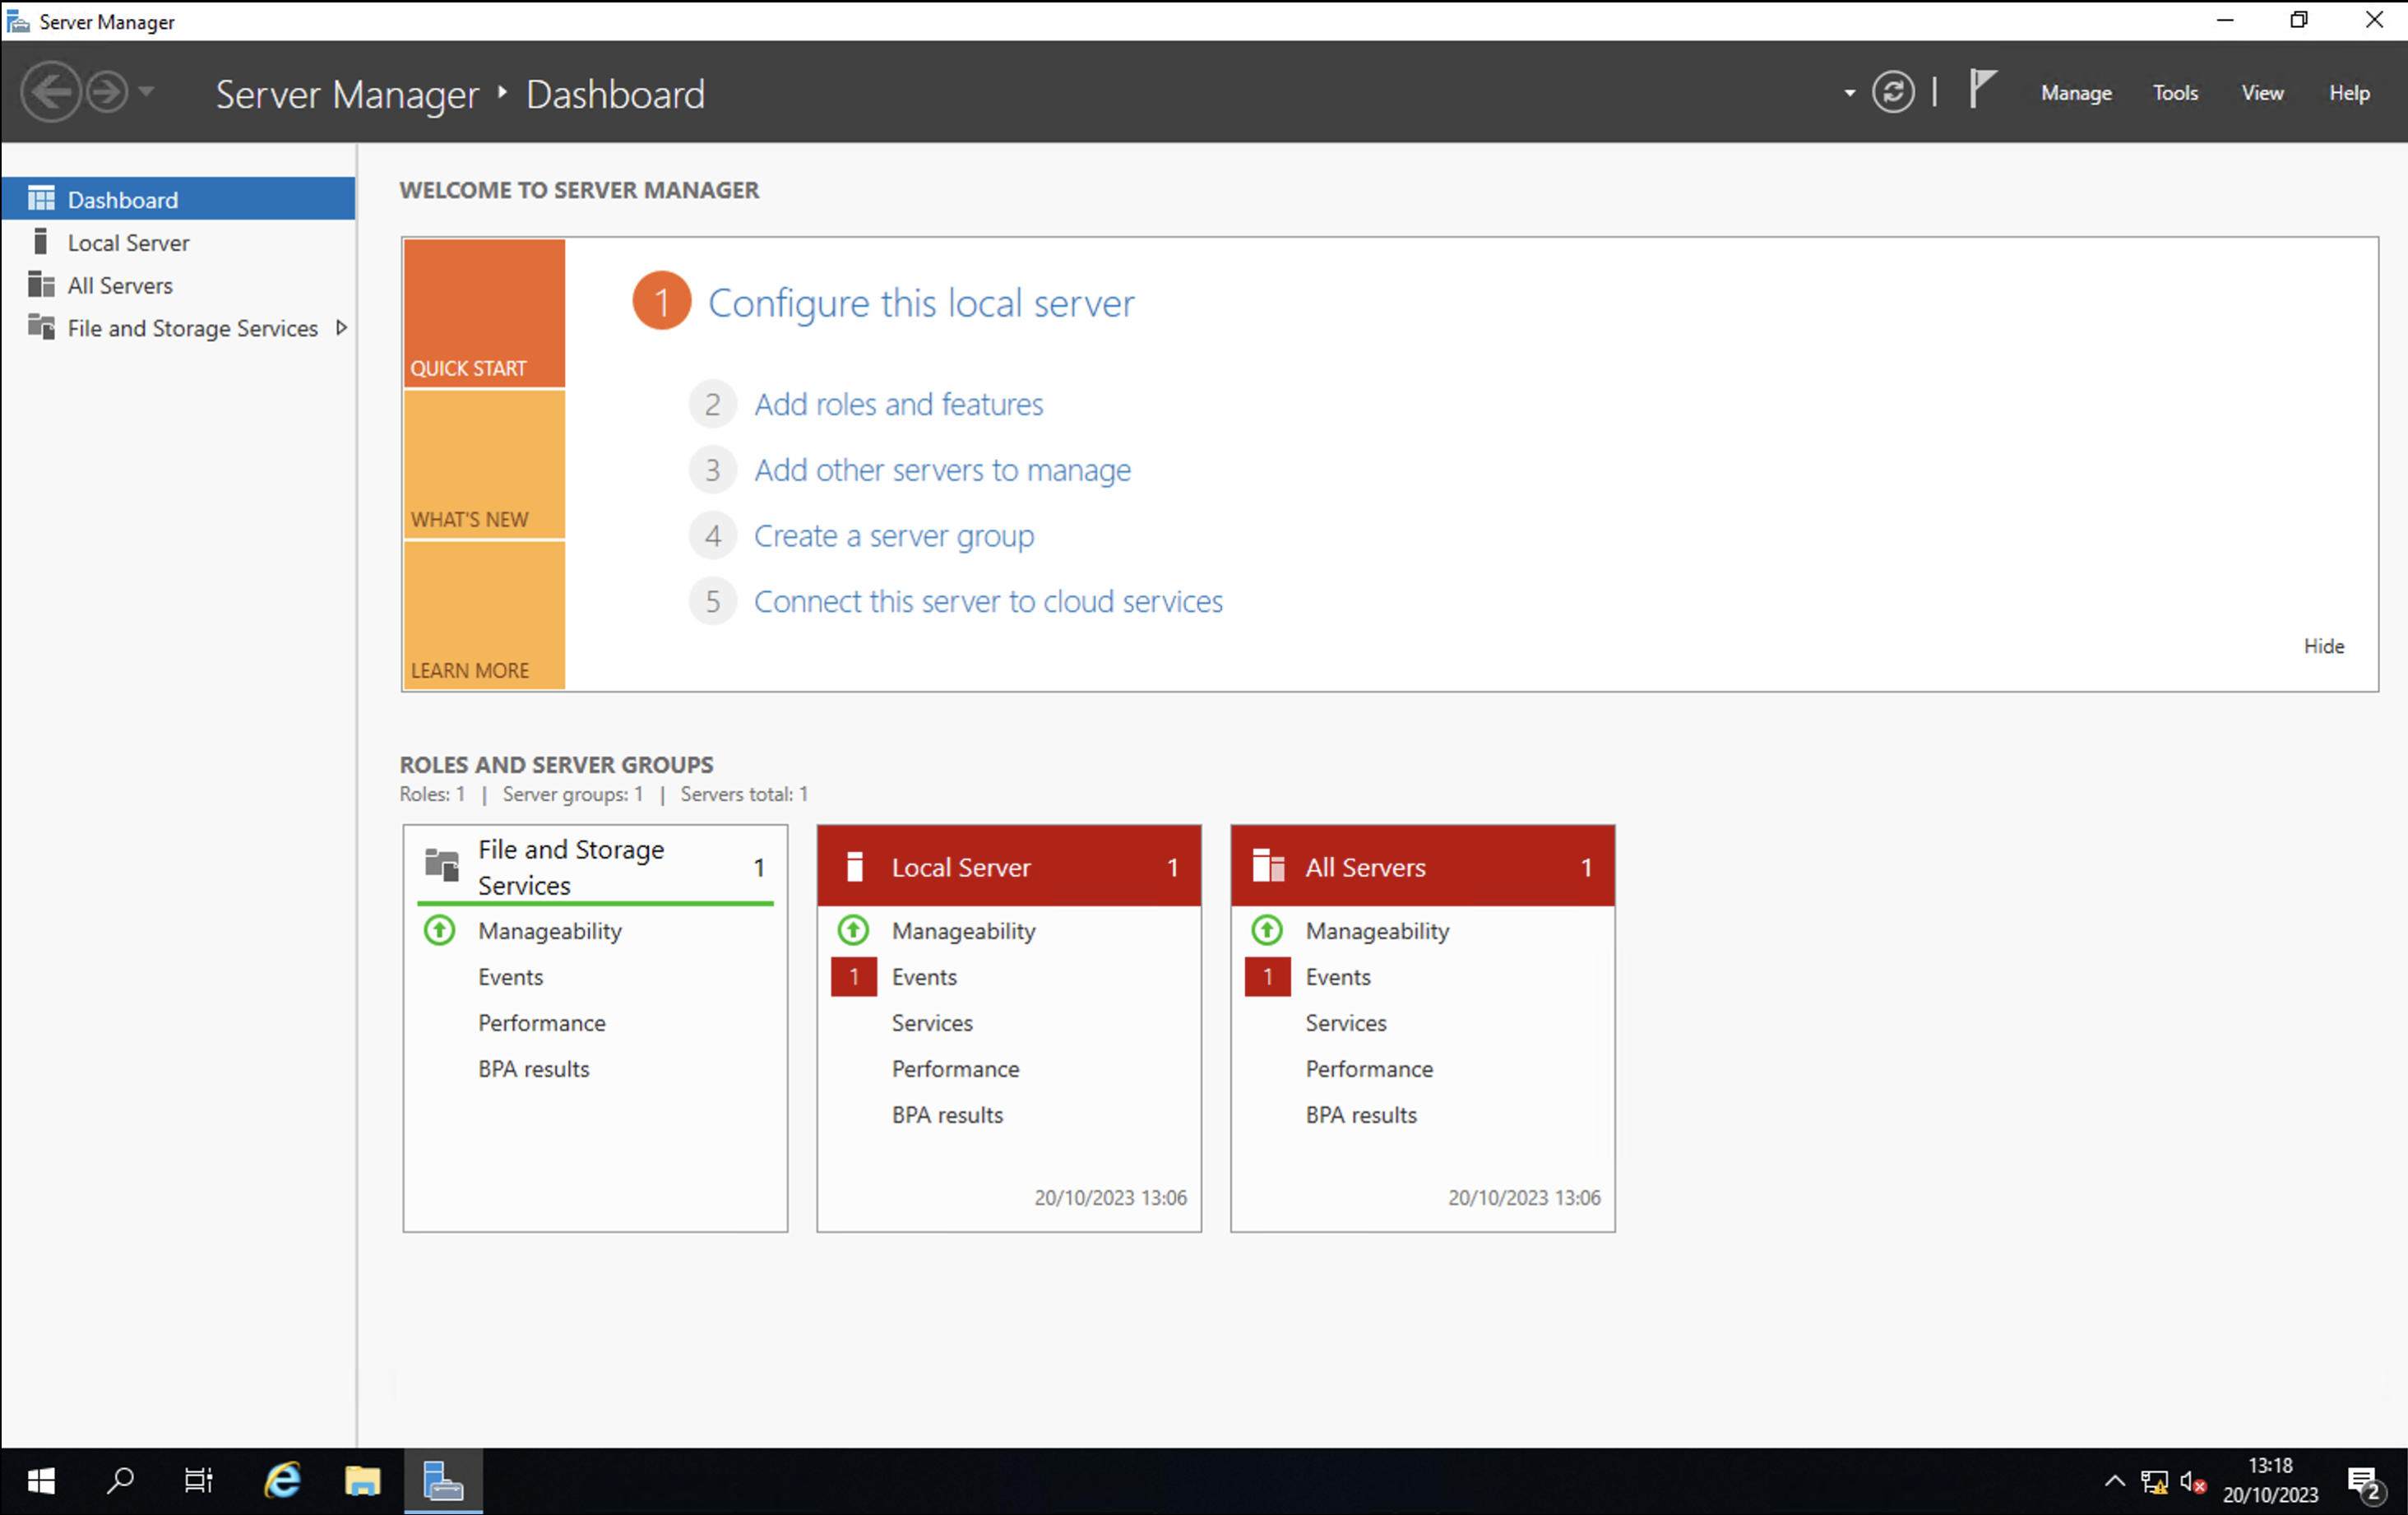 Server Manager
Server Manager ‣ Dashboard
Manage Tools View Help
Dashboard
Local Server
All Servers
File and Storage Services
WELCOME TO SERVER MANAGER
QUICK START
WHAT'S NEW
LEARN MORE
1 Configure this local server
2 Add roles and features
3 Add other servers to manage
4 Create a server group
5 Connect this server to cloud services
Hide
ROLES AND SERVER GROUPS
Roles: 1 | Server groups: 1 | Servers total: 1
File and Storage
Services 1
Manageability
Events
Performance
BPA results
Local Server 1
Manageability
1 Events
Services
Performance
BPA results
20/10/2023 13:06
All Servers 1
Manageability
1 Events
Services
Performance
BPA results
20/10/2023 13:06
13:18
20/10/2023
2